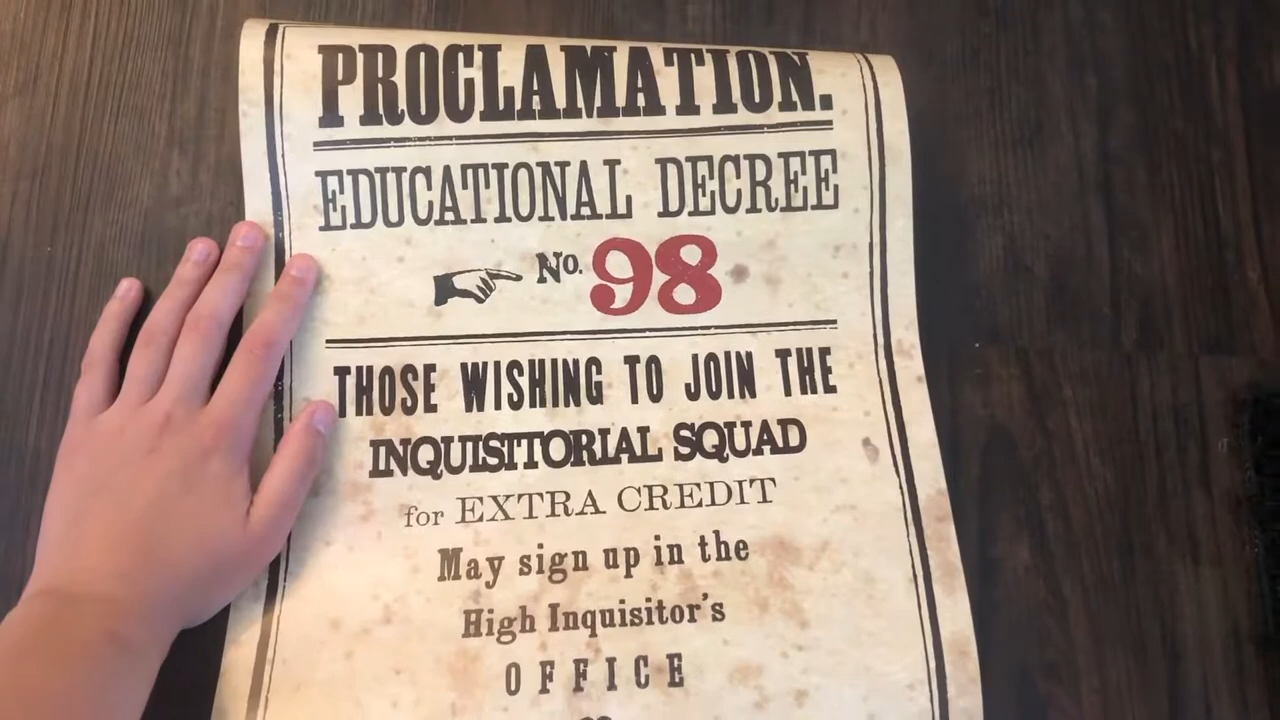 PROCLAMATION.
EDUCATIONAL DECREE
No. 98
THOSE WISHING TO JOIN THE
INQUISITORIAL SQUAD
for EXTRA CREDIT
May sign up in the
High Inquisitor's
OFFICE